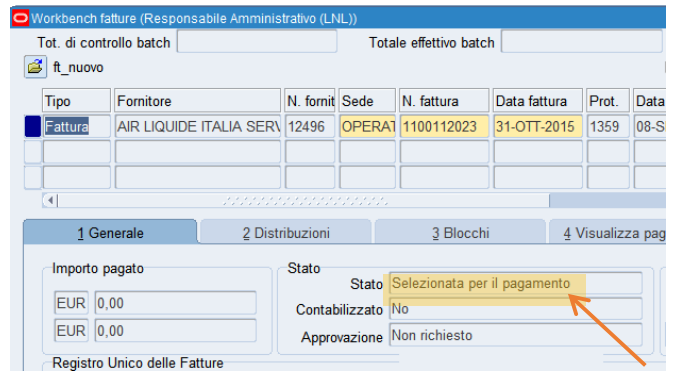 Workbench fatture (Responsabile Amministrativo (LNL))
Tot. di controllo batch Totale effettivo batch
ft_nuovo
Tipo Fornitore N. fornit Sede N. fattura Data fattura Prot. Data
Fattura AIR LIQUIDE ITALIA SERV 12496 OPERAT 1100112023 31-OTT-2015 1359 08-S
1 Generale 2 Distribuzioni 3 Blocchi 4 Visualizza pag
Importo pagato Stato
Stato Selezionata per il pagamento
EUR 0,00 Contabilizzato No
EUR 0,00 Approvazione Non richiesto
Registro Unico delle Fatture